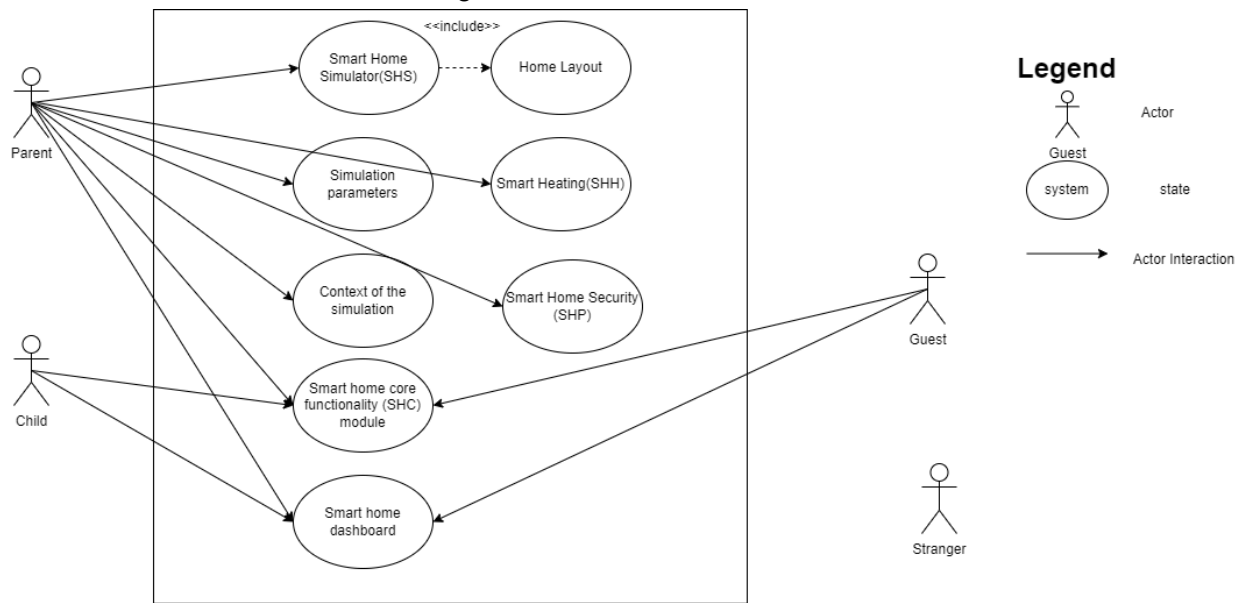 <<include>>
Smart Home
Simulator(SHS)
Home Layout
Parent
Simulation
parameters
Smart Heating(SHH)
Context of the
simulation
Smart Home Security
(SHP)
Child
Smart home core
functionality (SHC)
module
Smart home
dashboard
Guest
Stranger
Legend
Actor
Guest
system
state
Actor Interaction